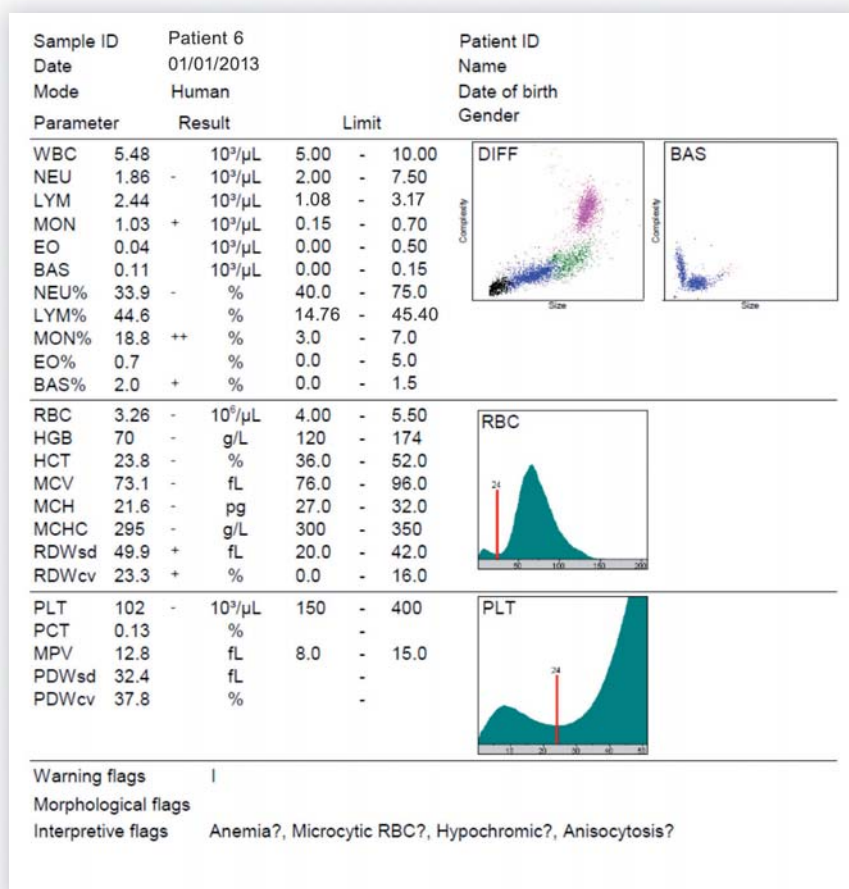 Sample ID Patient 6 Patient ID
Date 01/01/2013 Name
Mode Human Date of birth
Gender
Parameter Result Limit
WBC 5.48 10³/µL 5.00 - 10.00
NEU 1.86 - 10³/µL 2.00 - 7.50
LYM 2.44 10³/µL 1.08 - 3.17
MON 1.03 + 10³/µL 0.15 - 0.70
EO 0.04 10³/µL 0.00 - 0.50
BAS 0.11 10³/µL 0.00 - 0.15
NEU% 33.9 - % 40.0 - 75.0
LYM% 44.6 % 14.76 - 45.40
MON% 18.8 ++ % 3.0 - 7.0
EO% 0.7 % 0.0 - 5.0
BAS% 2.0 + % 0.0 - 1.5
DIFF
Complexity
Size
BAS
Complexity
Size
RBC 3.26 - 10⁶/µL 4.00 - 5.50
HGB 70 - g/L 120 - 174
HCT 23.8 - % 36.0 - 52.0
MCV 73.1 - fL 76.0 - 96.0
MCH 21.6 - pg 27.0 - 32.0
MCHC 295 - g/L 300 - 350
RDWsd 49.9 + fL 20.0 - 42.0
RDWcv 23.3 + % 0.0 - 16.0
RBC
24
50 100 150 200
PLT 102 - 10³/µL 150 - 400
PCT 0.13 % -
MPV 12.8 fL 8.0 - 15.0
PDWsd 32.4 fL -
PDWcv 37.8 % -
PLT
24
10 20 30 40 50
Warning flags I
Morphological flags
Interpretive flags Anemia?, Microcytic RBC?, Hypochromic?, Anisocytosis?